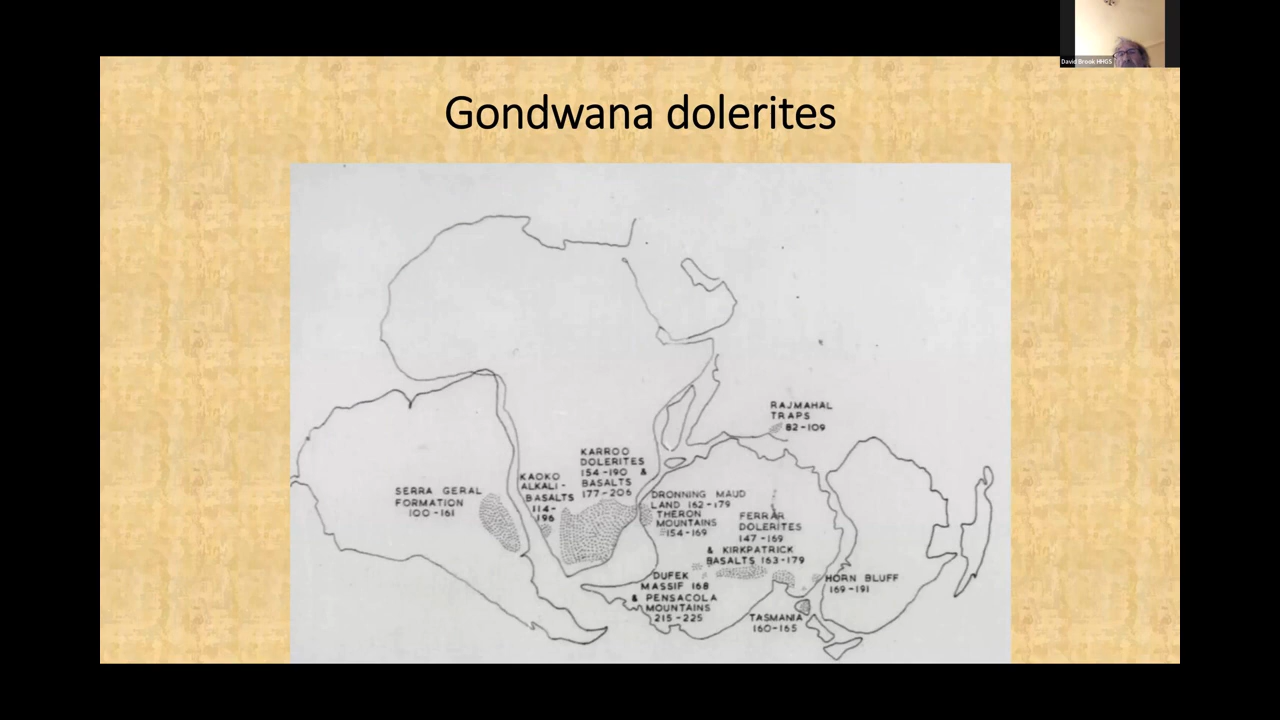 David Brook HHGS
Gondwana dolerites
RAJMAHAL
TRAPS
82-109
KARROO
DOLERITES
154-190 &
BASALTS
177-206
KAOKO
ALKALI-
BASALTS
114-
196
SERRA GERAL
FORMATION
100-161
DRONNING MAUD
LAND 162-179
THERON
MOUNTAINS
154-169
FERRAR
DOLERITES
147-169
& KIRKPATRICK
BASALTS 163-179
DUFEK
MASSIF 168
& PENSACOLA
MOUNTAINS
215-225
HORN BLUFF
169-191
TASMANIA
160-165